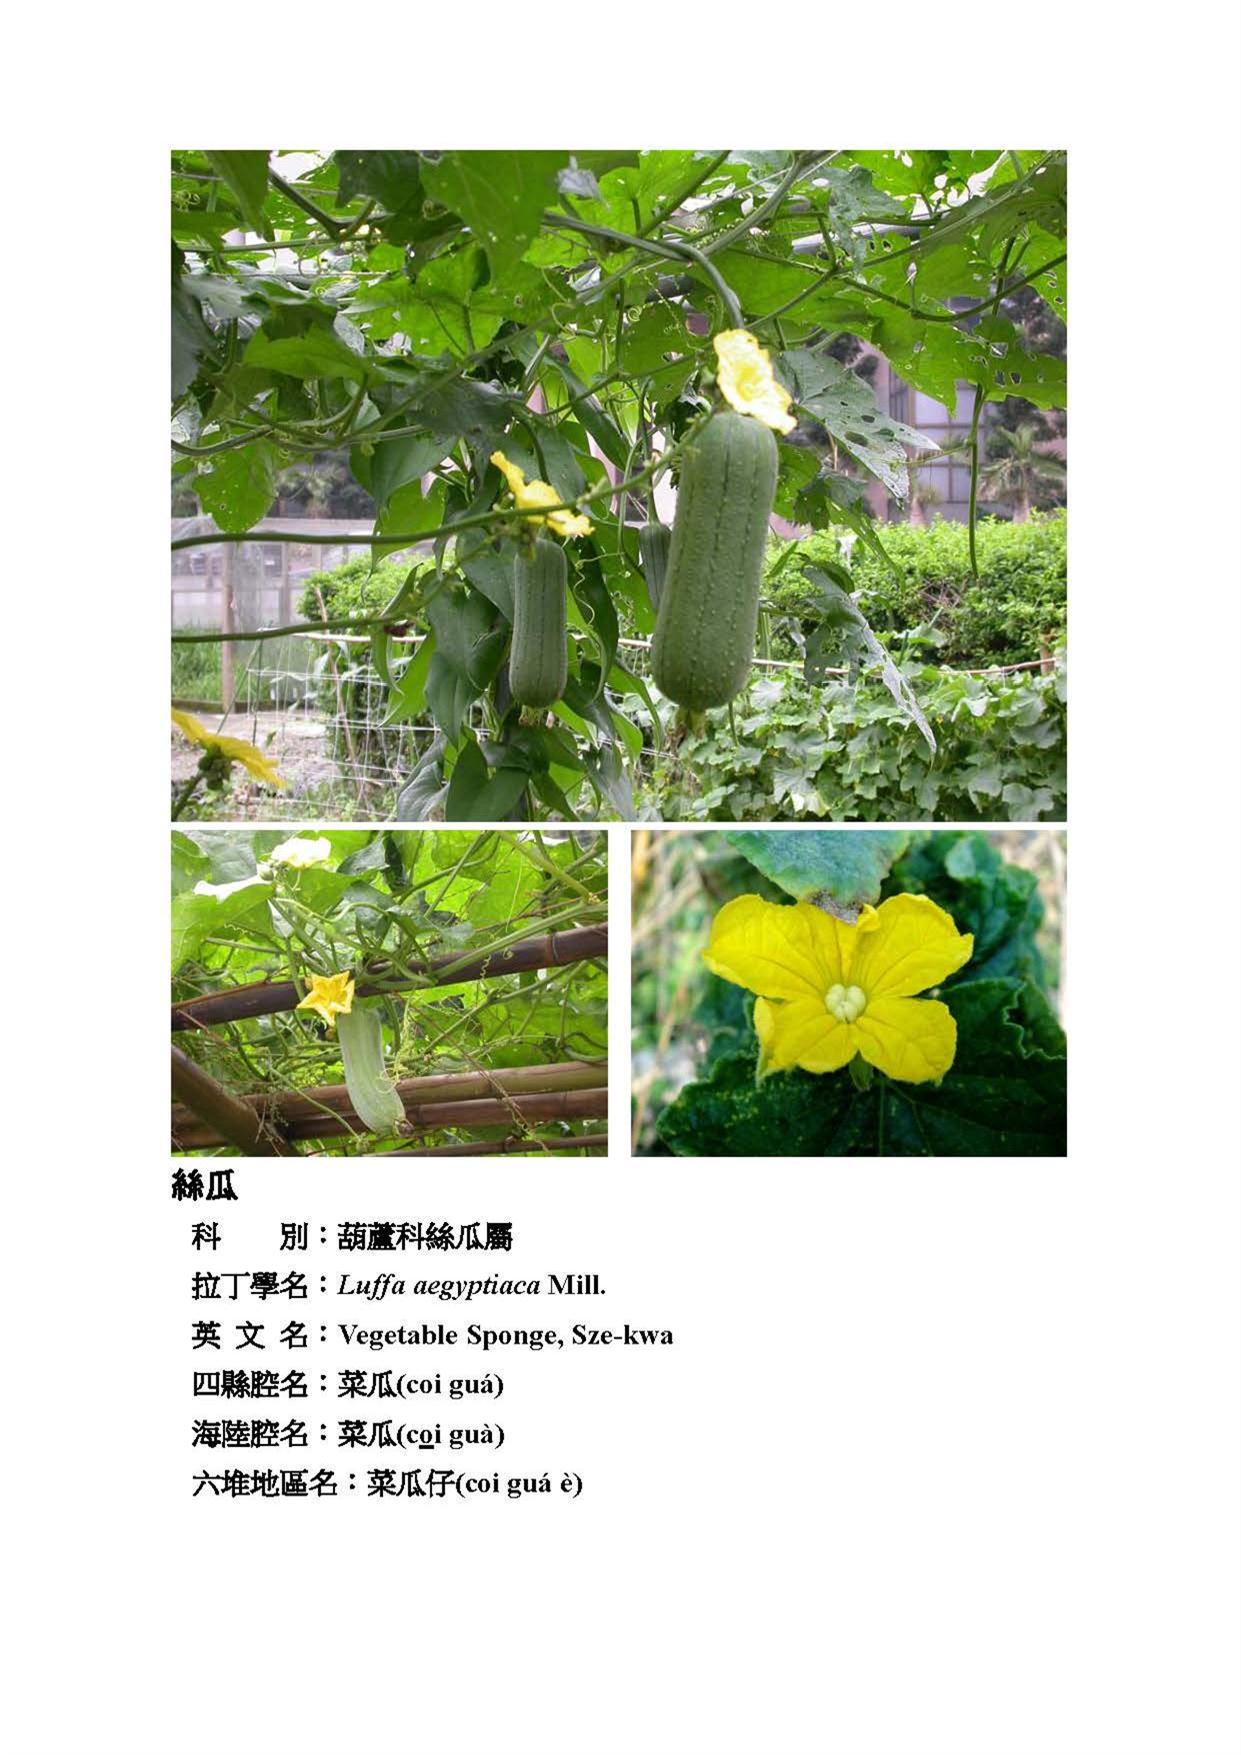 絲瓜
科　　別：葫蘆科絲瓜屬
拉丁學名：Luffa aegyptiaca Mill.
英 文 名：Vegetable Sponge, Sze-kwa
四縣腔名：菜瓜(coi guá)
海陸腔名：菜瓜(co̲i guà)
六堆地區名：菜瓜仔(coi guá è)